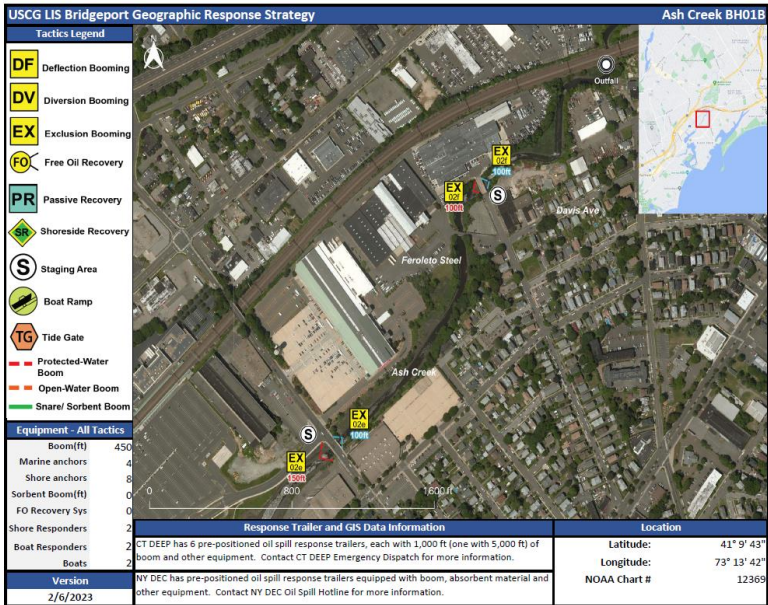 USCG LIS Bridgeport Geographic Response Strategy
Ash Creek BH01B
Tactics Legend
DF Deflection Booming
DV Diversion Booming
EX Exclusion Booming
FO Free Oil Recovery
PR Passive Recovery
SR Shoreside Recovery
S Staging Area
Boat Ramp
TG Tide Gate
Protected-Water
Boom
Open-Water Boom
Snare/ Sorbent Boom
Equipment - All Tactics
Boom(ft) 450
Marine anchors 4
Shore anchors 8
Sorbent Boom(ft) 0
FO Recovery Sys 0
Shore Responders 2
Boat Responders 2
Boats 2
Version
2/6/2023
N
Outfall
EX
02f
100ft
S
EX
02f
100ft
Davis Ave
Feroleto Steel
Ash Creek
EX
02e
100ft
S
EX
02e
150ft
0 800 1600 ft
Response Trailer and GIS Data Information
CT DEEP has 6 pre-positioned oil spill response trailers, each with 1,000 ft (one with 5,000 ft) of
boom and other equipment. Contact CT DEEP Emergency Dispatch for more information.
NY DEC has pre-positioned oil spill response trailers equipped with boom, absorbent material and
other equipment. Contact NY DEC Oil Spill Hotline for more information.
Location
Latitude: 41° 9' 43"
Longitude: 73° 13' 42"
NOAA Chart # 12369